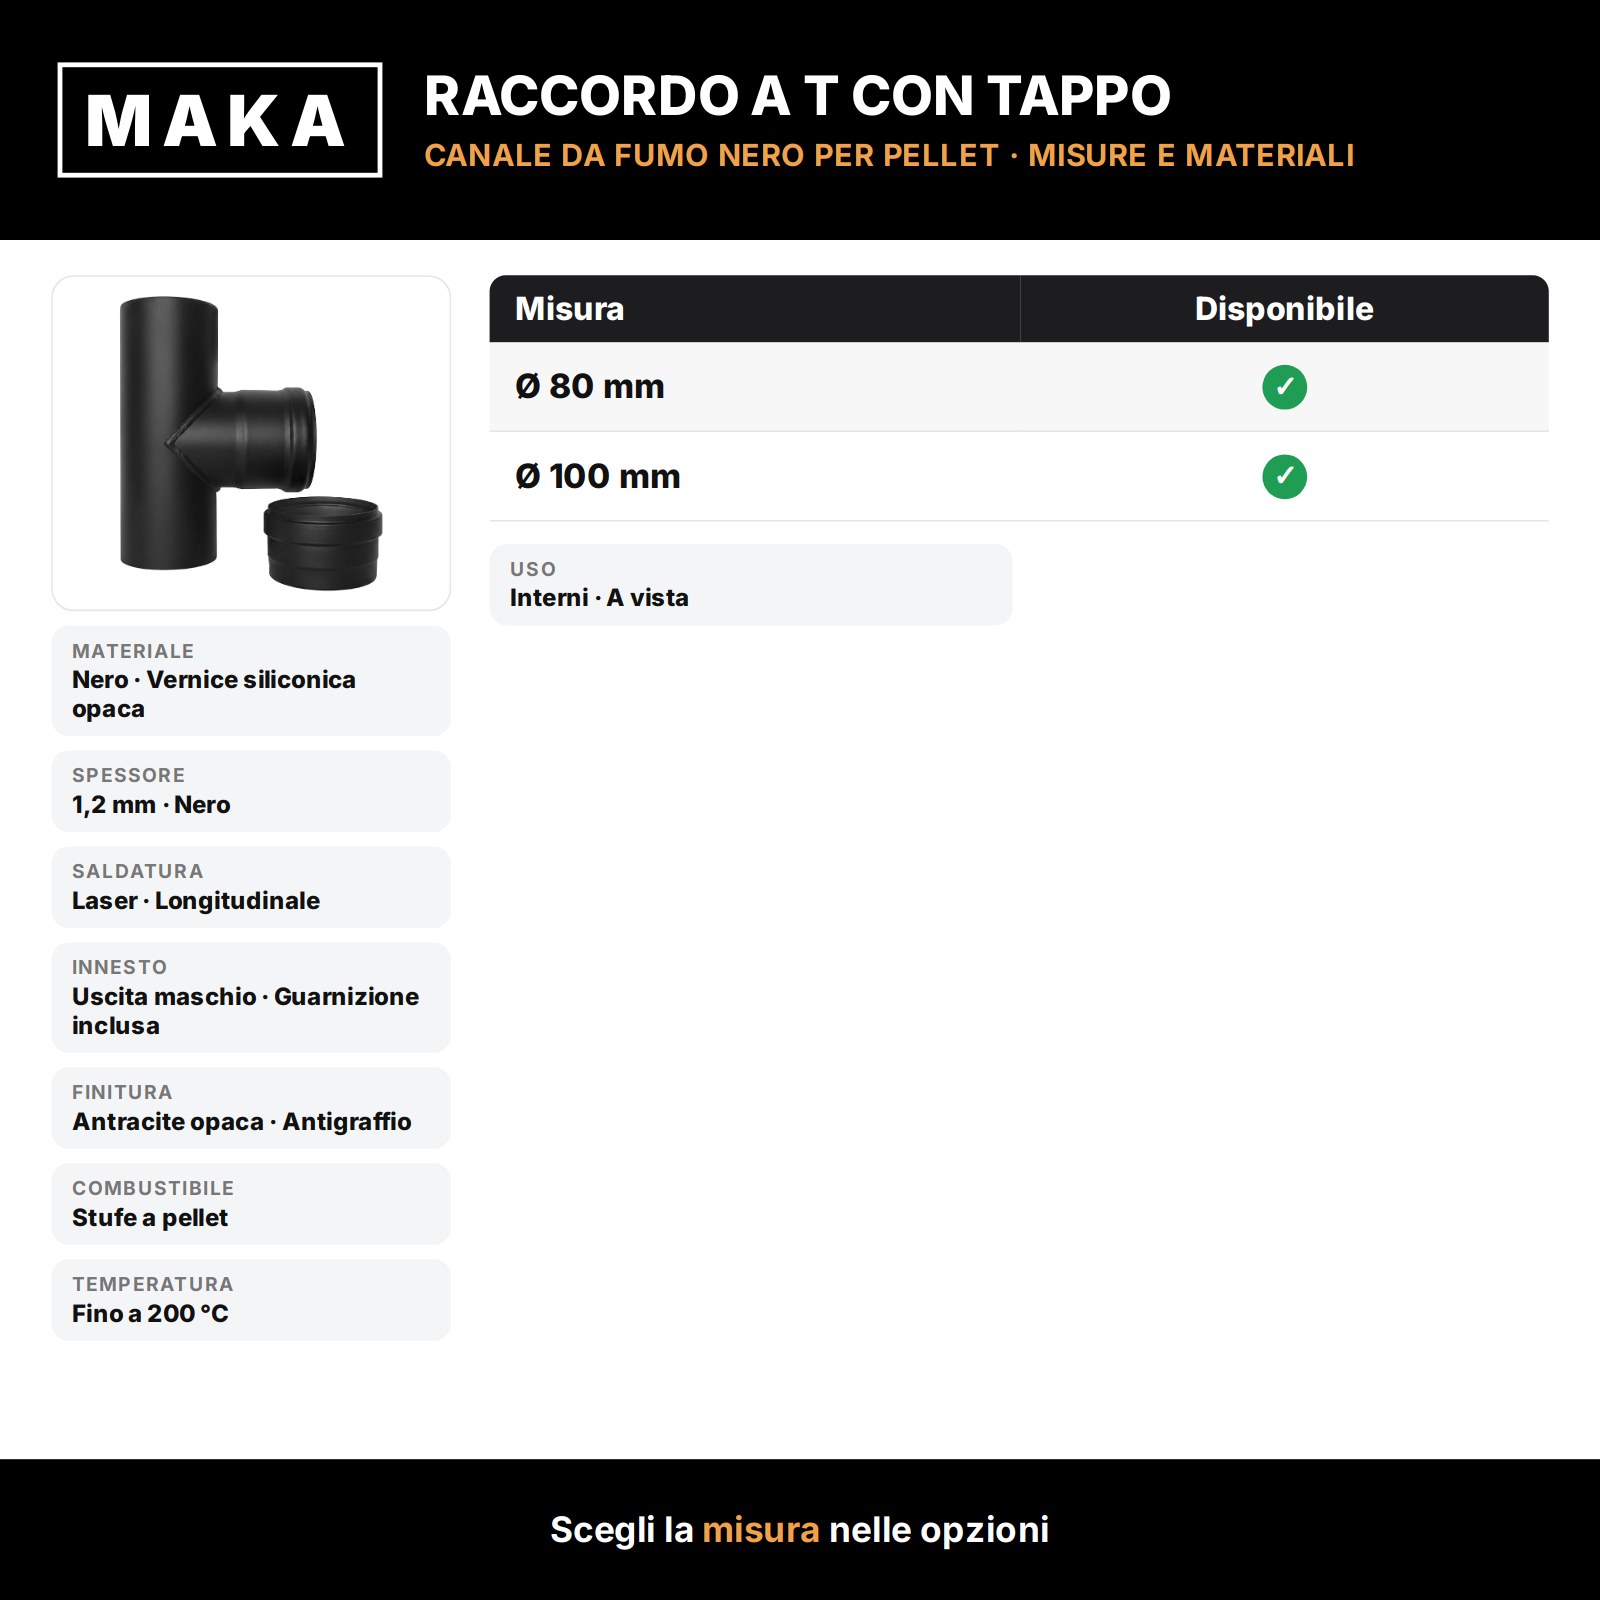 MAKA
RACCORDO A T CON TAPPO
CANALE DA FUMO NERO PER PELLET · MISURE E MATERIALI
Misura Disponibile
Ø 80 mm ✓
Ø 100 mm ✓
USO
Interni · A vista
MATERIALE
Nero · Vernice siliconica
opaca
SPESSORE
1,2 mm · Nero
SALDATURA
Laser · Longitudinale
INNESTO
Uscita maschio · Guarnizione
inclusa
FINITURA
Antracite opaca · Antigraffio
COMBUSTIBILE
Stufe a pellet
TEMPERATURA
Fino a 200 °C
Scegli la misura nelle opzioni